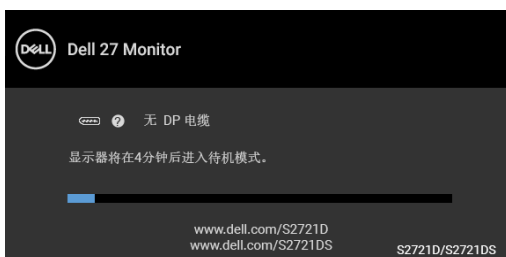 DELL
Dell 27 Monitor
无 DP 电缆
显示器将在4分钟后进入待机模式。
www.dell.com/S2721D
www.dell.com/S2721DS
S2721D/S2721DS